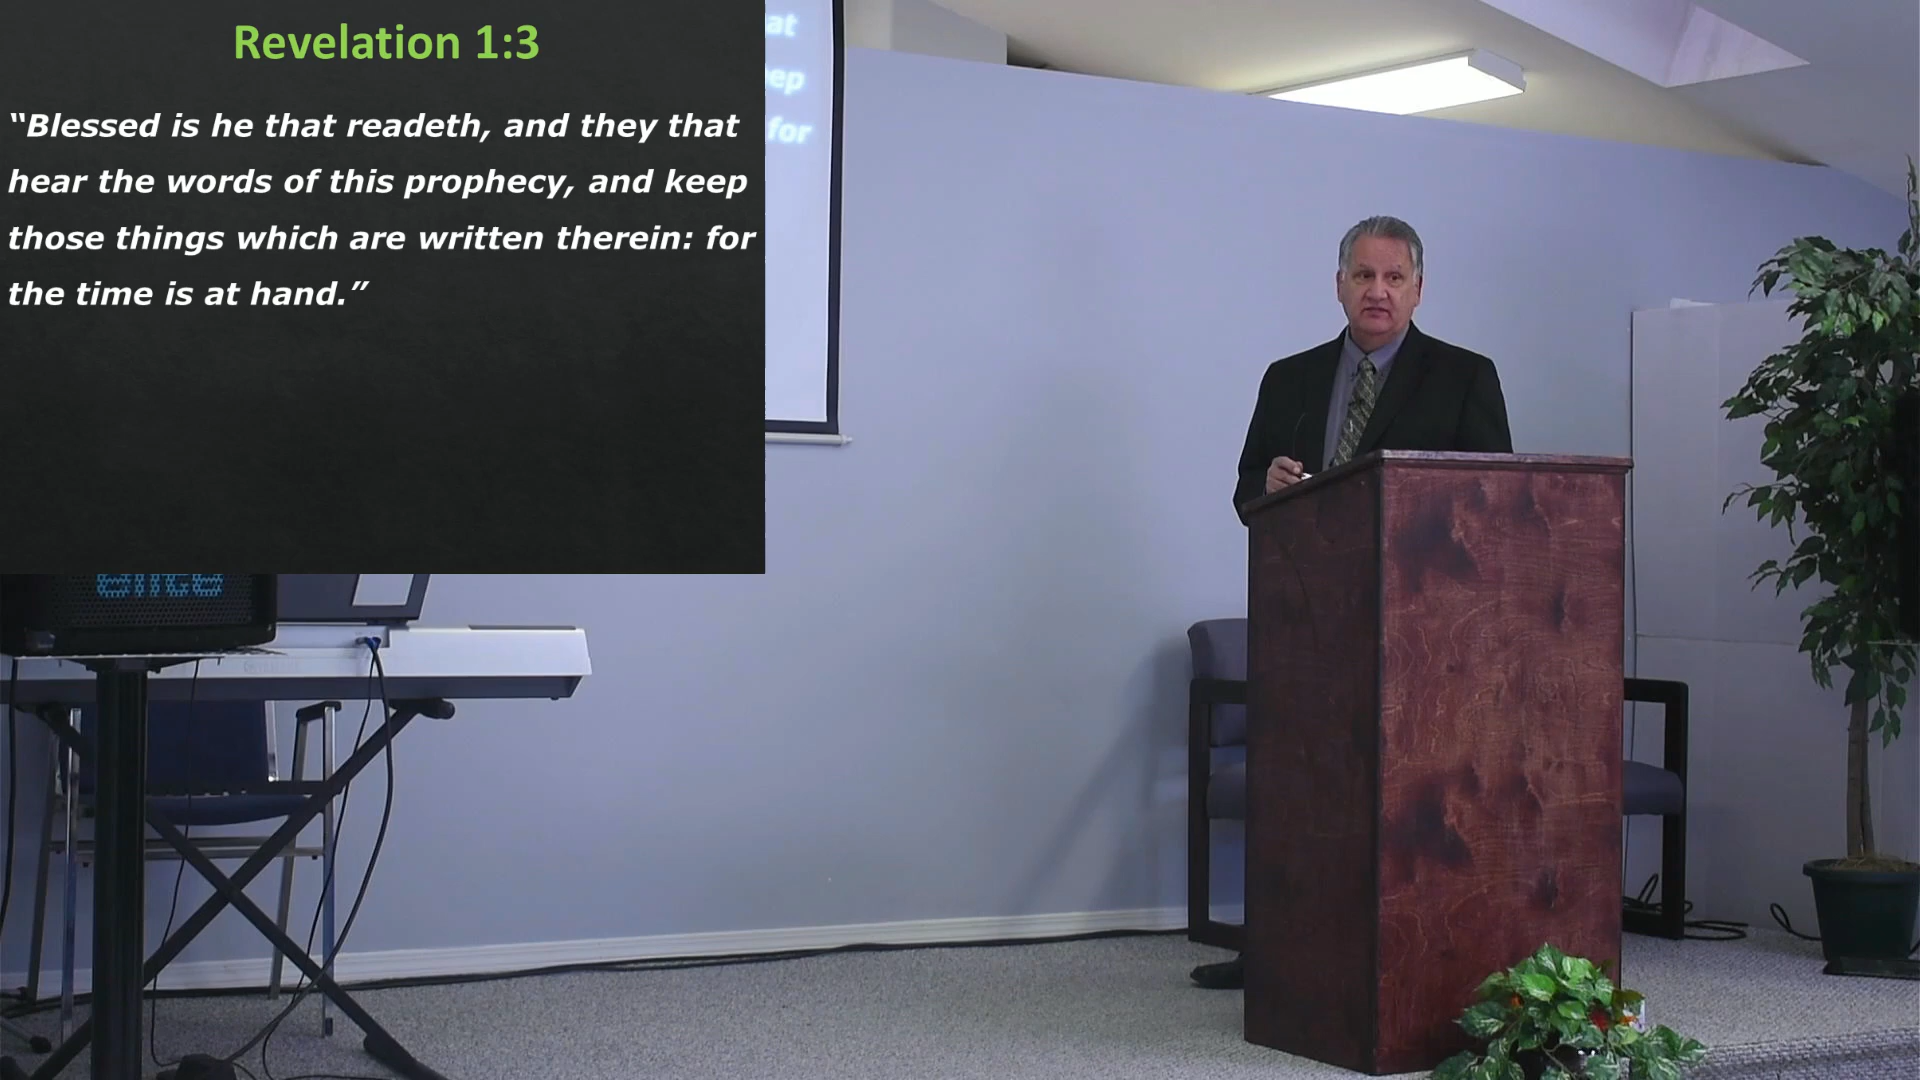 Revelation 1:3
“Blessed is he that readeth, and they that
hear the words of this prophecy, and keep
those things which are written therein: for
the time is at hand.”
for